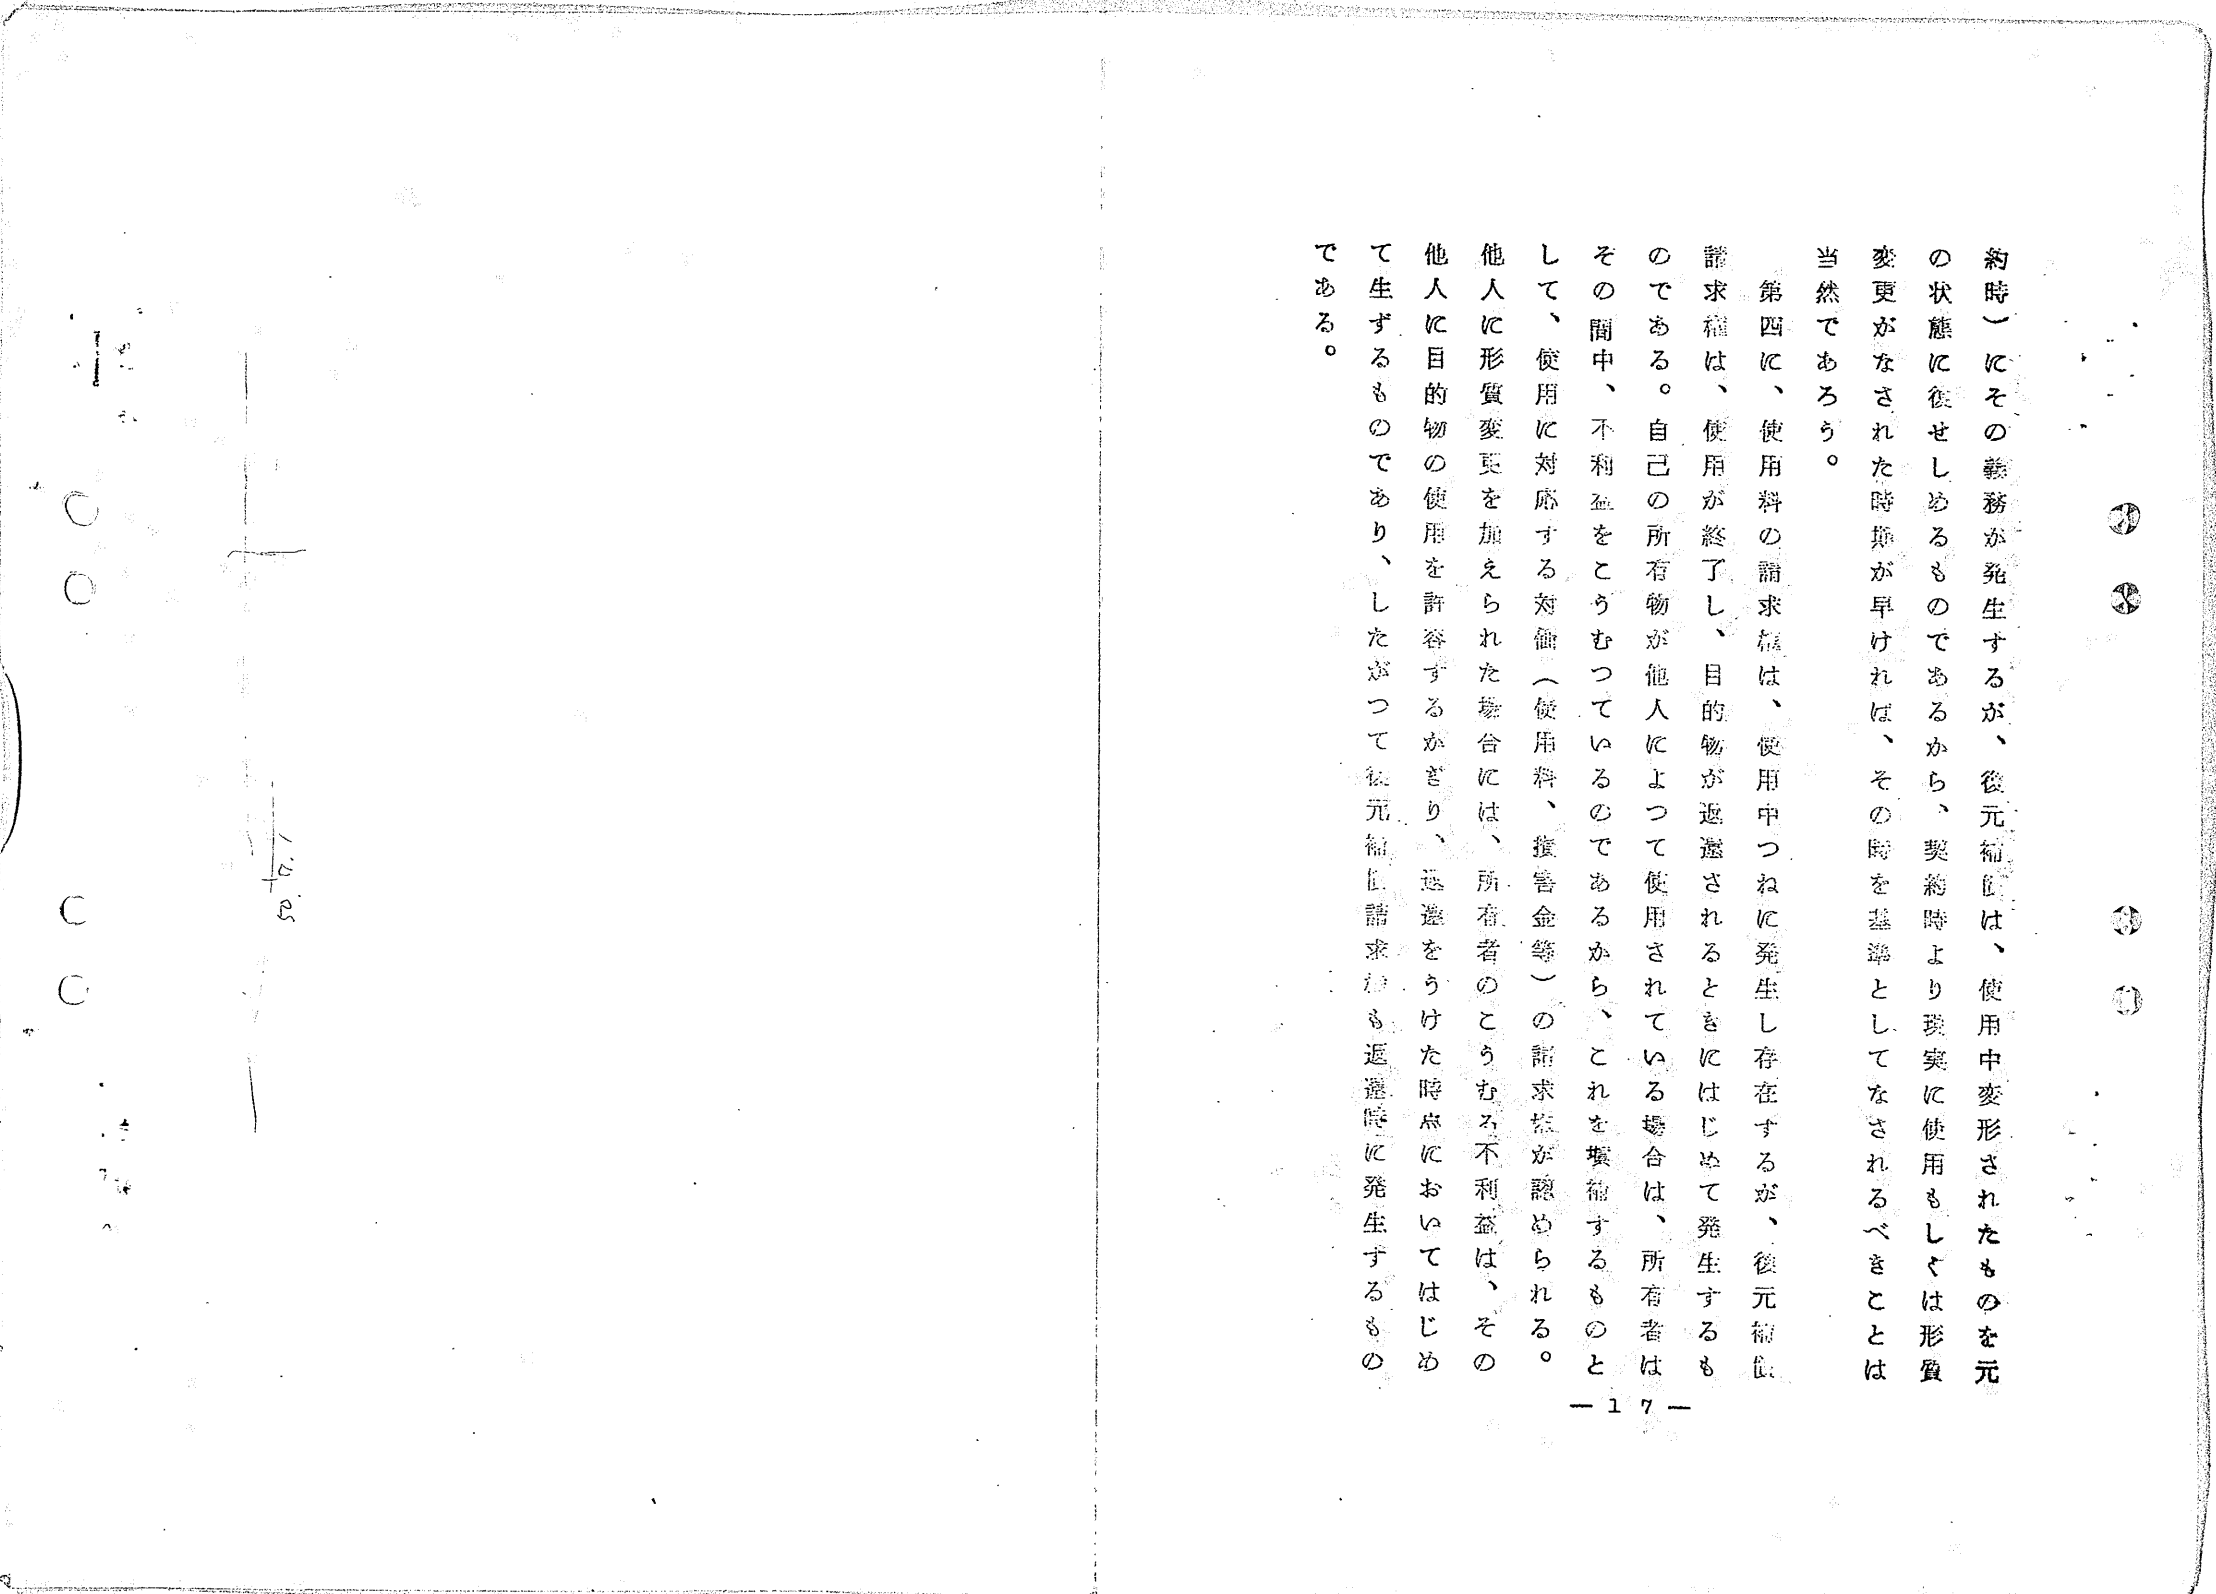 約時）にその義務が発生するが、復元補償は、使用中変形されたものを元
の状態に復せしめるものであるから、契約時より現実に使用もしくは形質
変更がなされた時期が早ければ、その時を基準としてなされるべきことは
当然であろう。
第四に、使用料の請求権は、使用中つねに発生し存在するが、復元補償
請求権は、使用が終了し、目的物が返還されるときにはじめて発生するも
のである。自己の所有物が他人によつて使用されている場合は、所有者は
その間中、不利益をこうむつているのであるから、これを塡補するものと
して、使用に対応する対価（使用料、損害金等）の請求権が認められる。
他人に形質変更を加えられた場合には、所有者のこうむる不利益は、その
他人に目的物の使用を許容するかぎり、返還をうけた時点においてはじめ
て生ずるものであり、したがつて復元補償請求権も返還時に発生するもの
である。
—17—